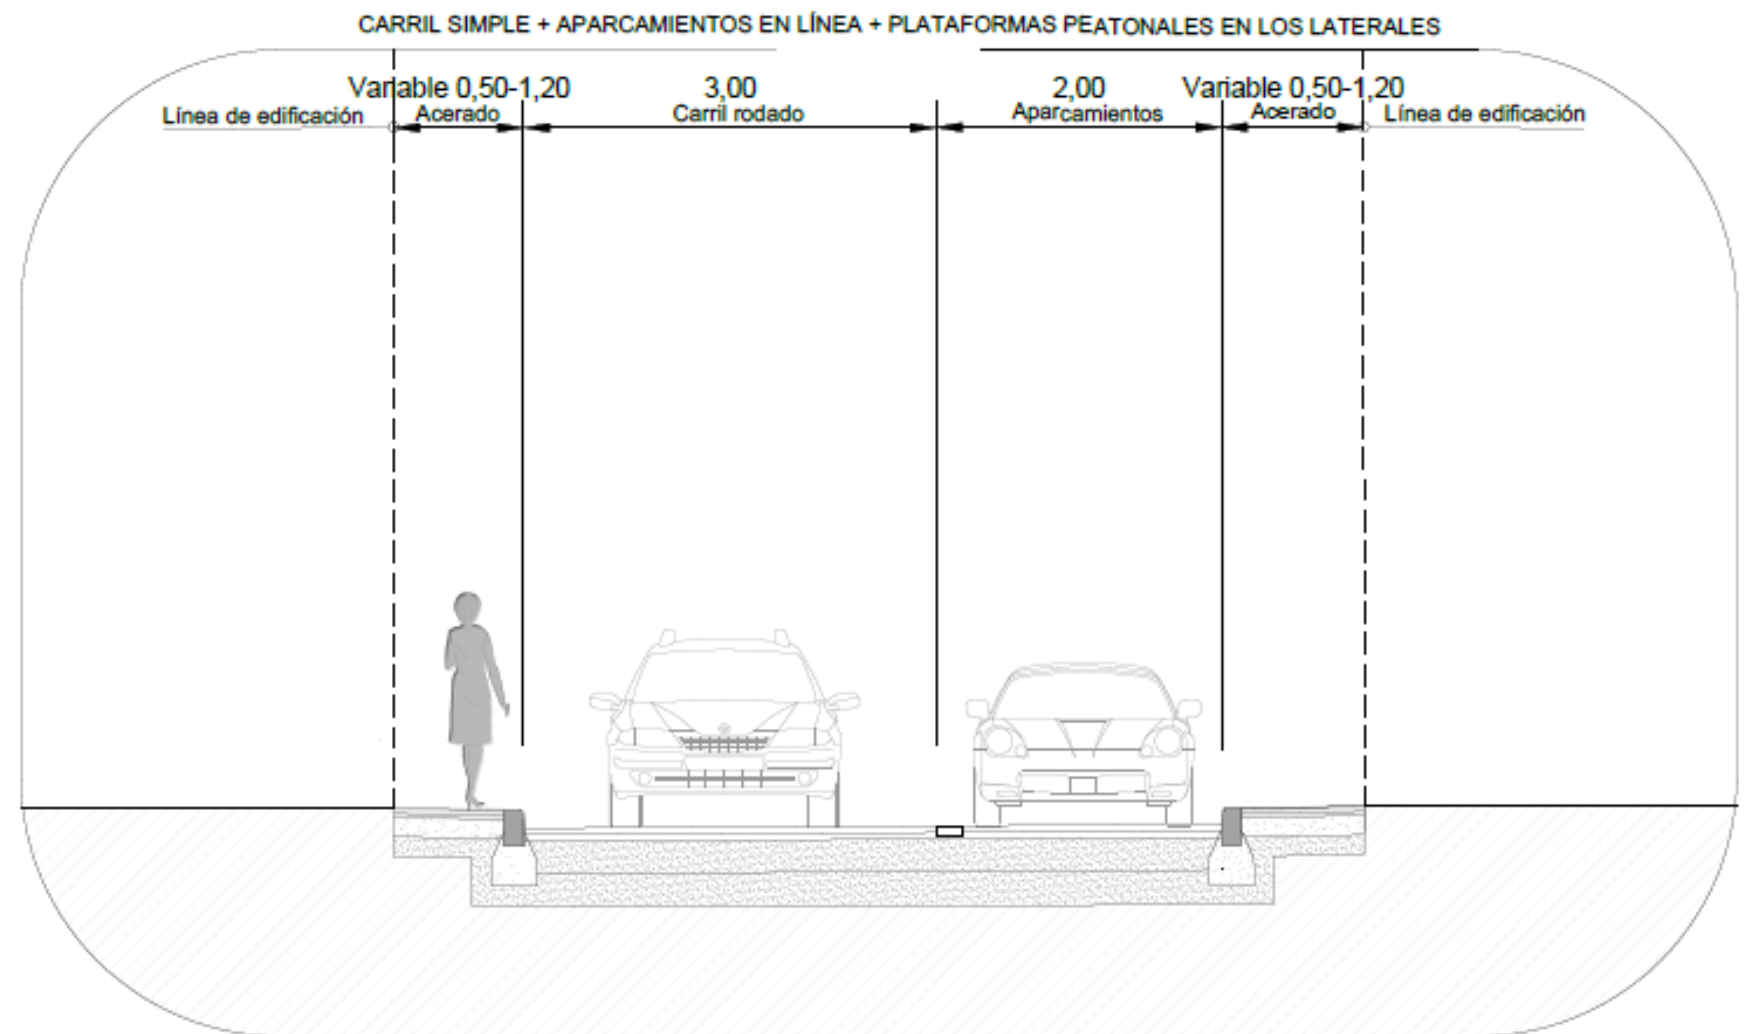 CARRIL SIMPLE + APARCAMIENTOS EN LÍNEA + PLATAFORMAS PEATONALES EN LOS LATERALES
Variable 0,50-1,20 3,00 2,00 Variable 0,50-1,20
Línea de edificación Acerado Carril rodado Aparcamientos Acerado Línea de edificación